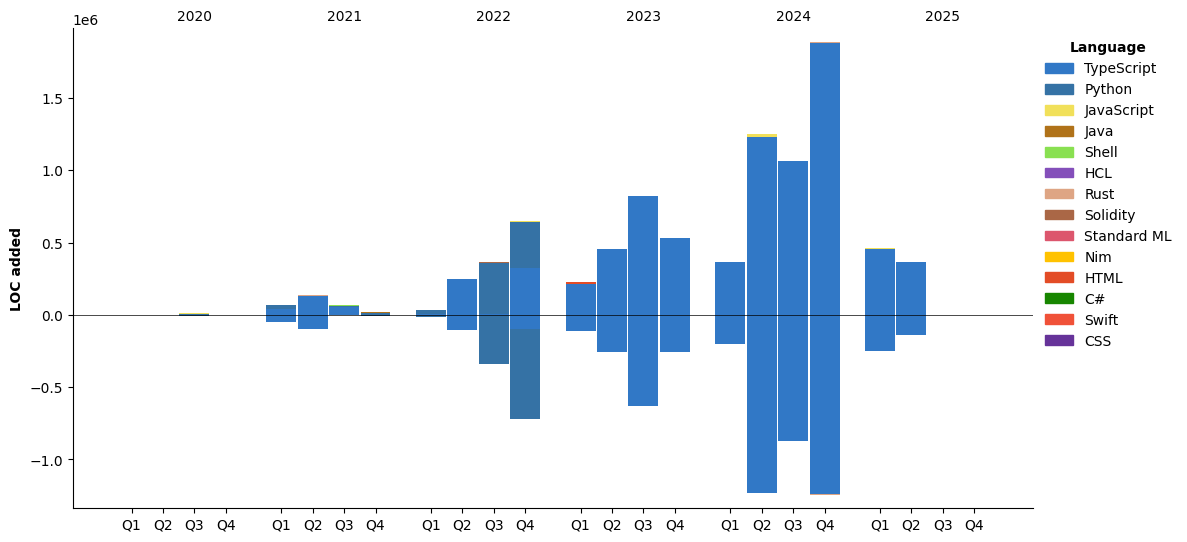 1e6
2020 2021 2022 2023 2024 2025
Language
TypeScript
Python
JavaScript
Java
Shell
HCL
Rust
Solidity
Standard ML
Nim
HTML
C#
Swift
CSS
LOC added
1.5
1.0
0.5
0.0
−0.5
−1.0
Q1 Q2 Q3 Q4 Q1 Q2 Q3 Q4 Q1 Q2 Q3 Q4 Q1 Q2 Q3 Q4 Q1 Q2 Q3 Q4 Q1 Q2 Q3 Q4